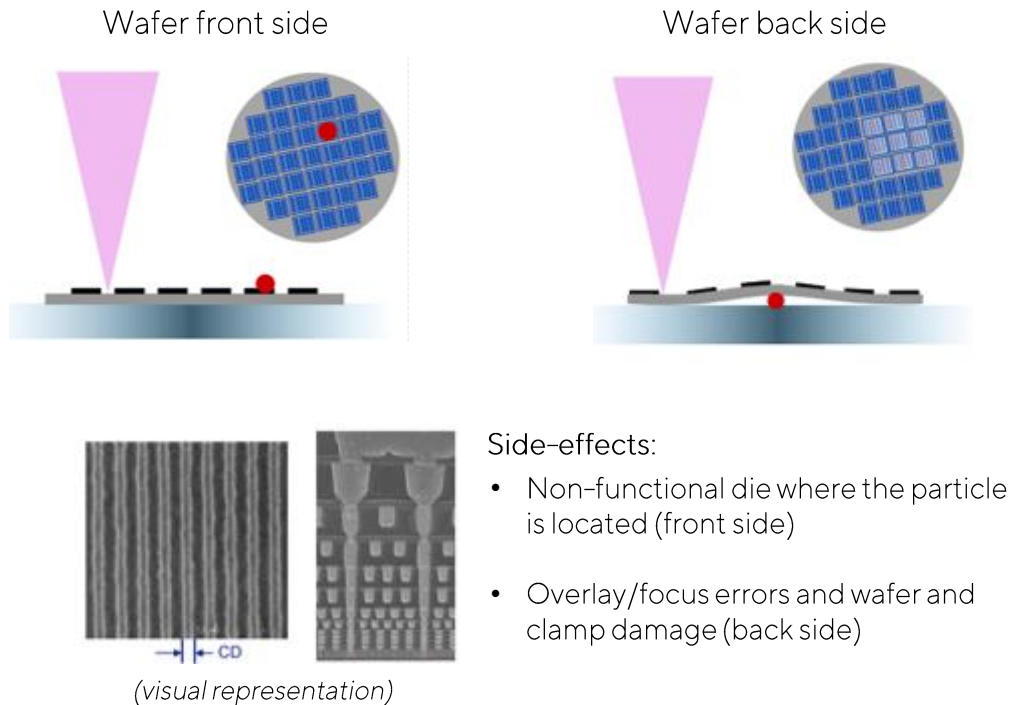 Wafer front side
Wafer back side
Side-effects:
• Non-functional die where the particle
is located (front side)
• Overlay/focus errors and wafer and
clamp damage (back side)
CD
(visual representation)